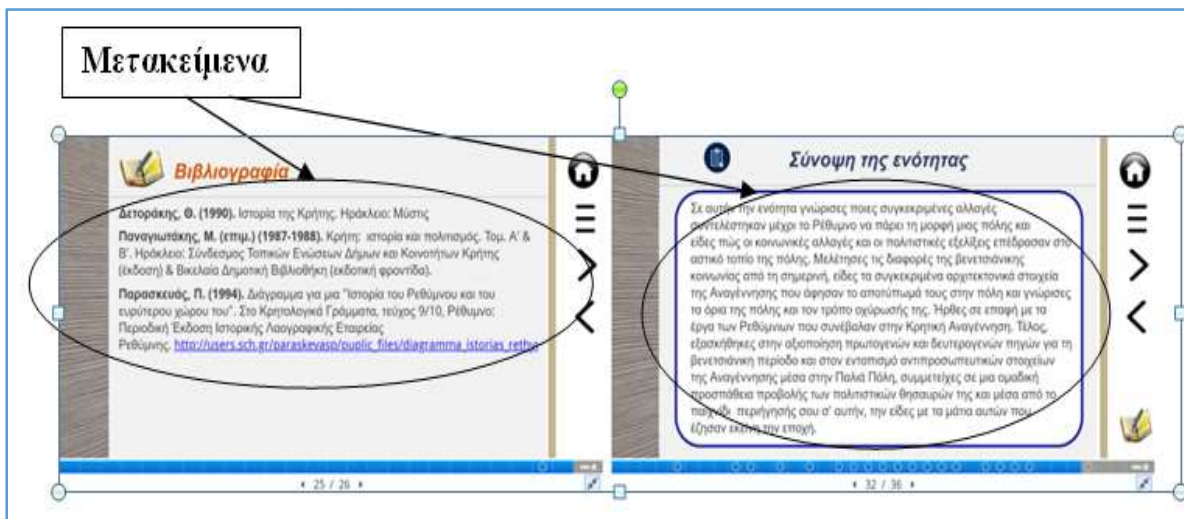 Μετακείμενα
Βιβλιογραφία
Δετοράκης, Θ. (1990). Ιστορία της Κρήτης. Ηράκλειο: Μύστις
Παναγιωτάκης, Μ. (επιμ.) (1987-1988). Κρήτη: ιστορία και πολιτισμός. Τομ. Α' &
Β'. Ηράκλειο: Σύνδεσμος Τοπικών Ενώσεων Δήμων και Κοινοτήτων Κρήτης
(έκδοση) & Βικελαία Δημοτική Βιβλιοθήκη (εκδοτική φροντίδα).
Παρασκευάς, Π. (1994). Διάγραμμα για μια "Ιστορία του Ρεθύμνου και του
ευρύτερου χώρου του". Στο Κρητολογικά Γράμματα, τεύχος 9/10, Ρέθυμνο:
Περιοδική Έκδοση Ιστορικής Λαογραφικής Εταιρείας
Ρεθύμνης. http://users.sch.gr/paraskevasp/puplic_files/diagramma_istorias_rethy
25 / 26
Σύνοψη της ενότητας
Σε αυτήν την ενότητα γνώρισες ποιες συγκεκριμένες αλλαγές
συντελέστηκαν μέχρι το Ρέθυμνο να πάρει τη μορφή μιας πόλης και
είδες πώς οι κοινωνικές αλλαγές και οι πολιτιστικές εξελίξεις επέδρασαν στο
αστικό τοπίο της πόλης. Μελέτησες τις διαφορές της βενετσιάνικης
κοινωνίας από τη σημερινή, είδες τα συγκεκριμένα αρχιτεκτονικά στοιχεία
της Αναγέννησης που άφησαν το αποτύπωμά τους στην πόλη και γνώρισες
τα όρια της πόλης και τον τρόπο οχύρωσής της. Ήρθες σε επαφή με τα
έργα των Ρεθύμνιων που συνέβαλαν στην Κρητική Αναγέννηση. Τέλος,
εξασκήθηκες στην αξιοποίηση πρωτογενών και δευτερογενών πηγών για τη
βενετσιάνικη περίοδο και στον εντοπισμό αντιπροσωπευτικών στοιχείων
της Αναγέννησης μέσα στην Παλιά Πόλη, συμμετείχες σε μια ομαδική
προσπάθεια προβολής των πολιτιστικών θησαυρών της και μέσα από το
παιχνίδι περιήγησής σου σ' αυτήν, την είδες με τα μάτια αυτών που
έζησαν εκείνη την εποχή.
32 / 36